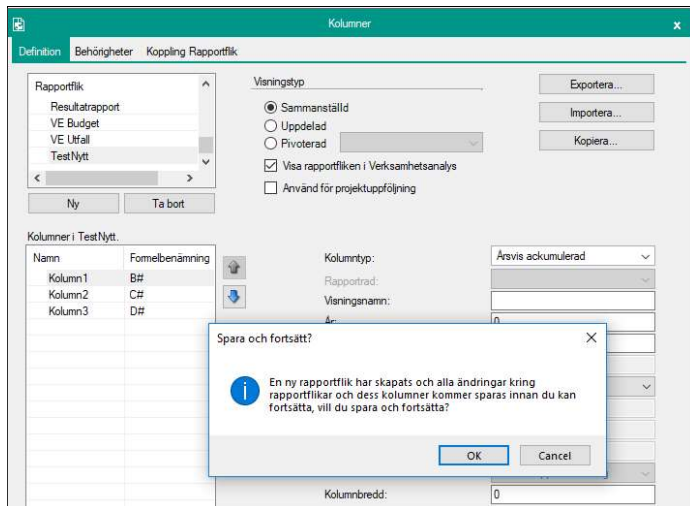 Kolumner
Definition Behörigheter Koppling Rapportflik
Rapportflik
Resultatrapport
VE Budget
VE Utfall
TestNytt
Ny Ta bort
Visningstyp
Sammanställd
Uppdelad
Pivoterad
Visa rapportfliken i Verksamhetsanalys
Använd för projektuppföljning
Exportera...
Importera...
Kopiera...
Kolumner i TestNytt.
Namn Formelbenämning
Kolumn1 B#
Kolumn2 C#
Kolumn3 D#
Kolumntyp: Årsvis ackumulerad
Rapportrad:
Visningsnamn:
År: 0
Spara och fortsätt?
En ny rapportflik har skapats och alla ändringar kring
rapportflikar och dess kolumner kommer sparas innan du kan
fortsätta, vill du spara och fortsätta?
OK Cancel
Kolumnbredd: 0